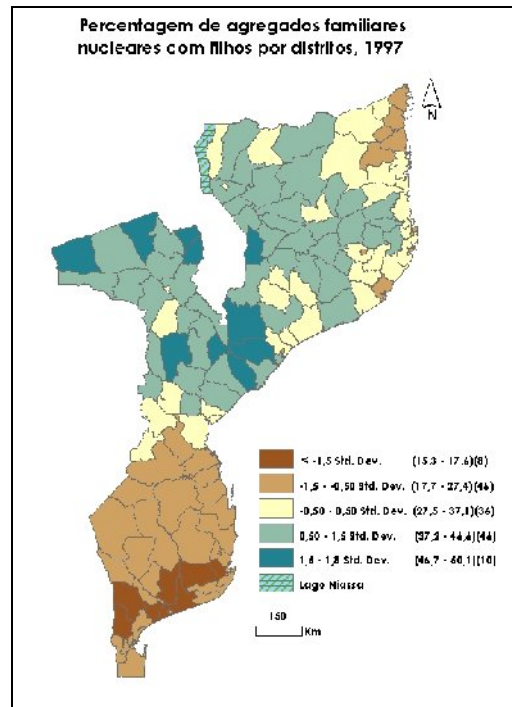 Percentagem de agregados familiares
nucleares com filhos por distritos, 1997
N
< -1,5 Std. Dev. (15,3 - 17,6)(8)
-1,5 - -0,50 Std. Dev. (17,7 - 27,4)(46)
-0,50 - 0,50 Std. Dev. (27,5 - 37,1)(36)
0,50 - 1,5 Std. Dev. (37,2 - 46,6)(46)
1,5 - 1,8 Std. Dev. (46,7 - 50,1)(10)
Lago Niassa
150
Km